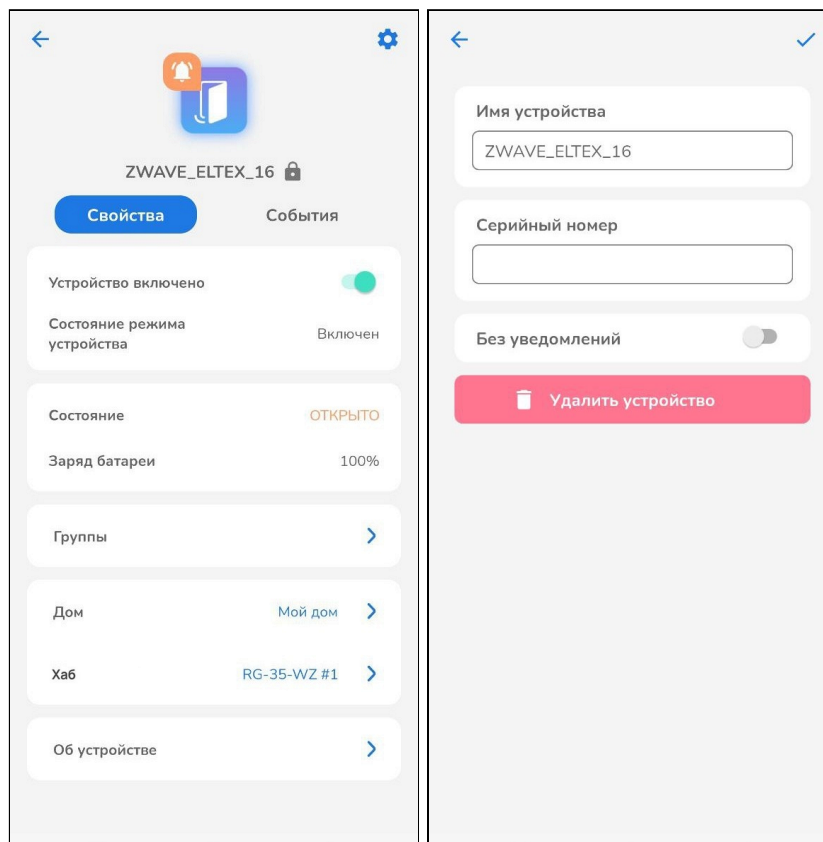 ZWAVE_ELTEX_16
Свойства
События
Устройство включено
Состояние режима
устройства
Включен
Состояние
ОТКРЫТО
Заряд батареи
100%
Группы
Дом
Мой дом
Хаб
RG-35-WZ #1
Об устройстве
Имя устройства
ZWAVE_ELTEX_16
Серийный номер
Без уведомлений
Удалить устройство